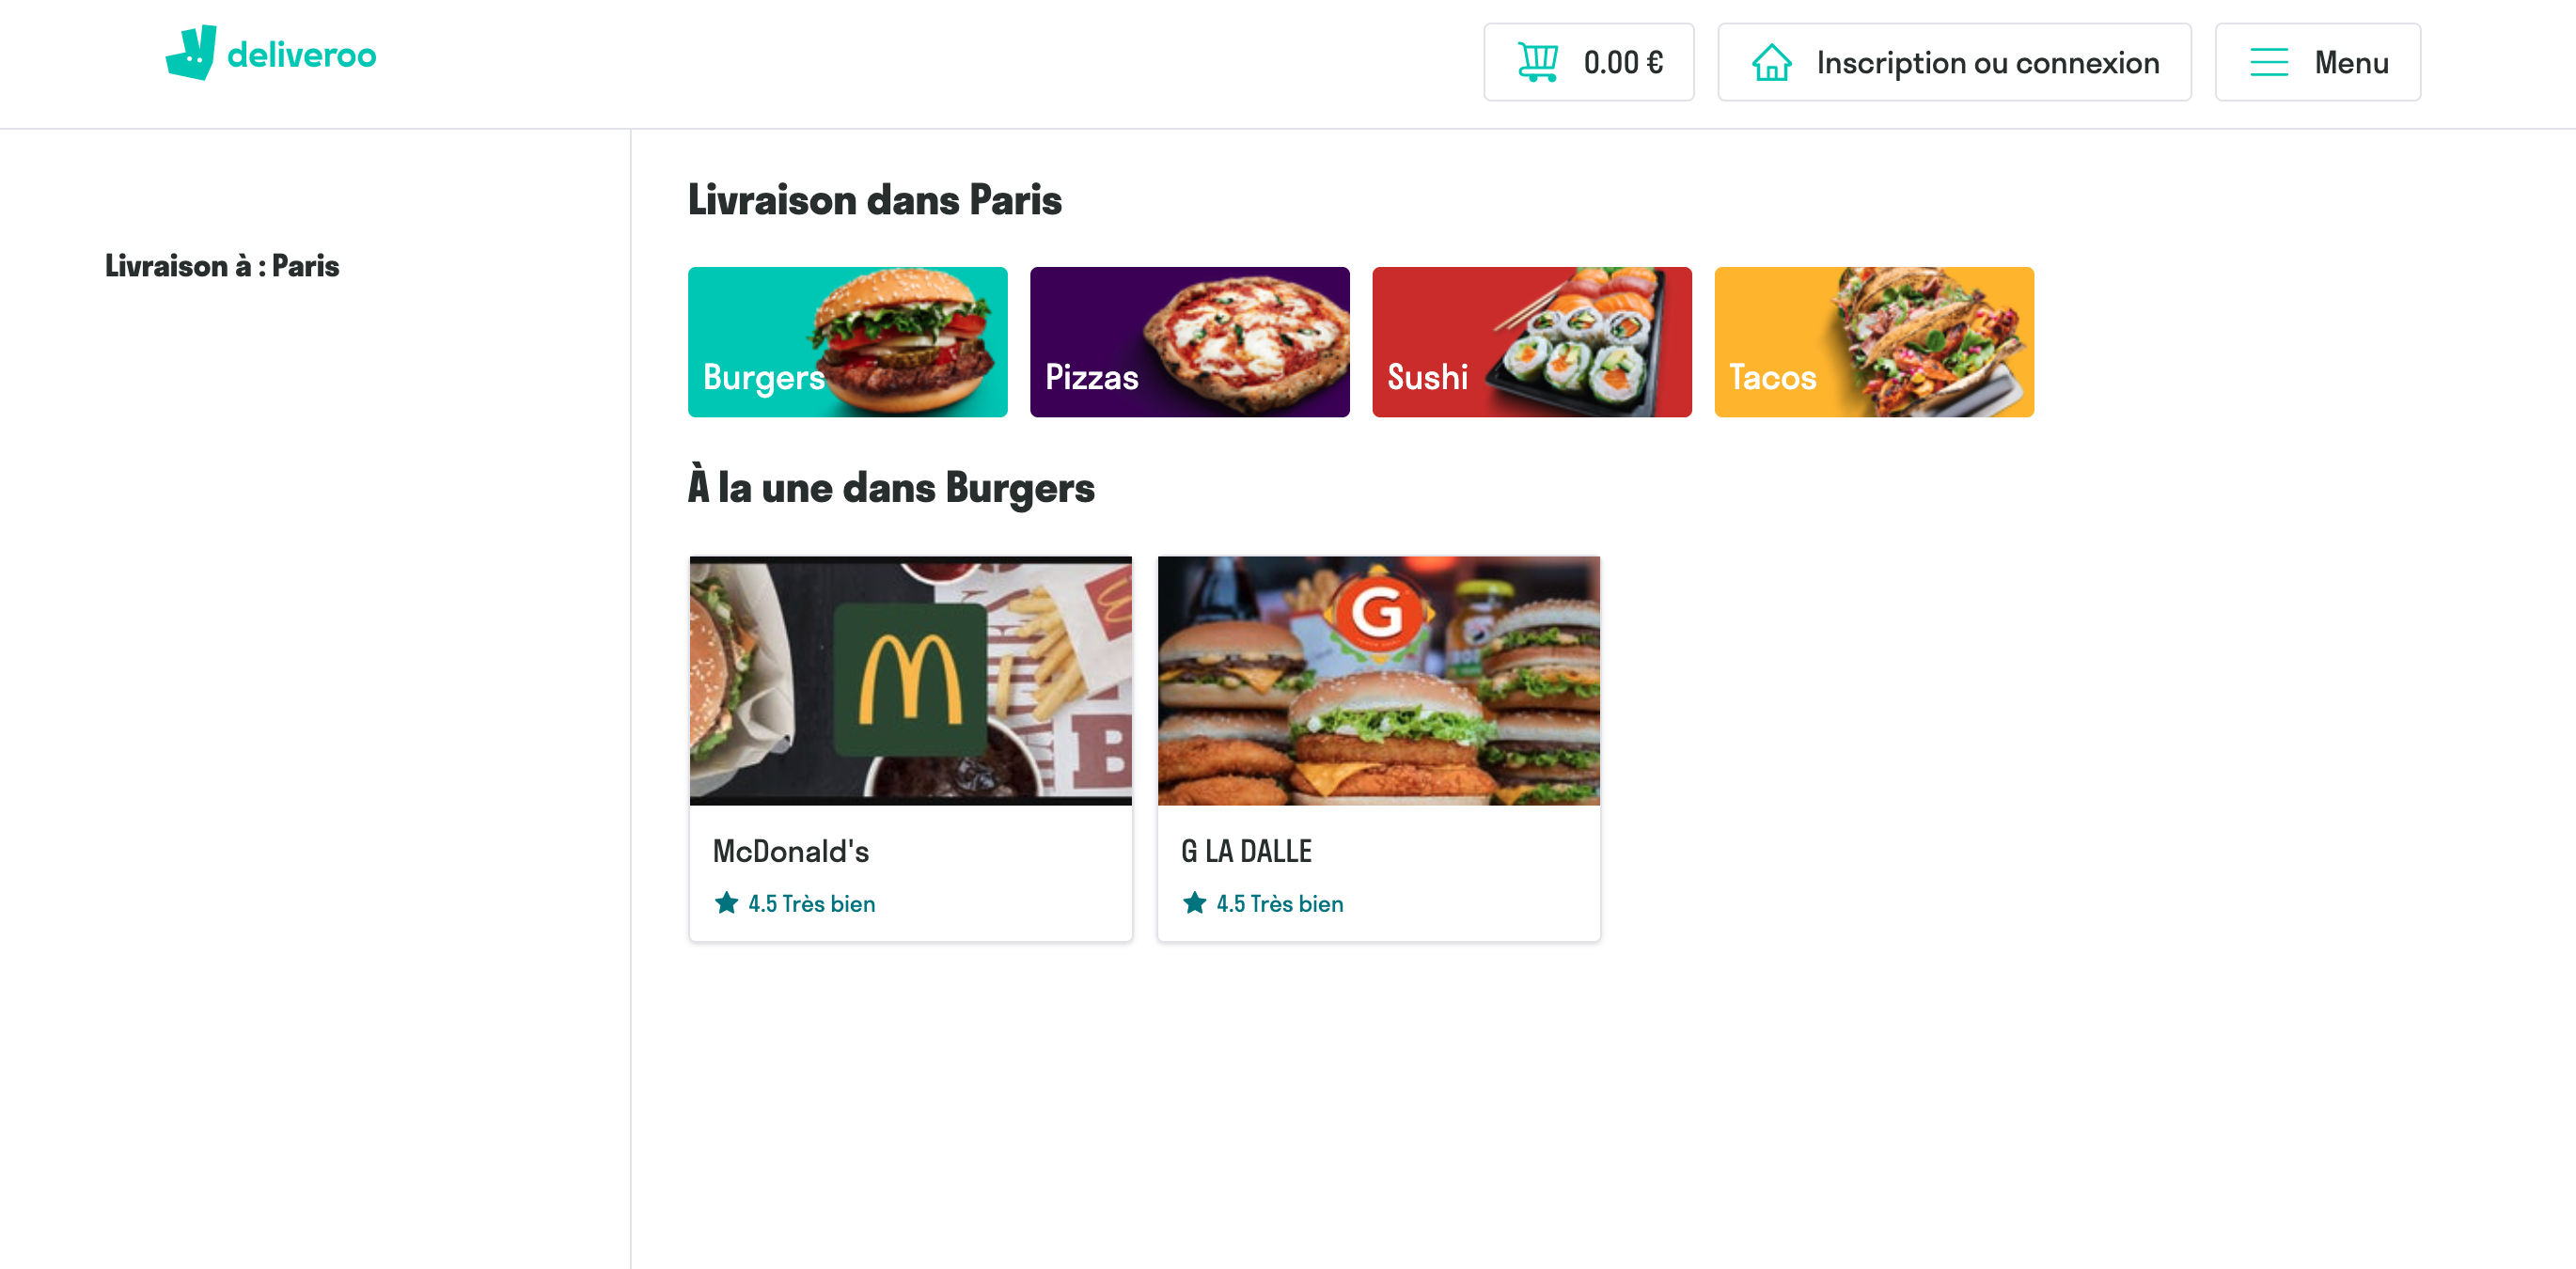 deliveroo
0.00 €
Inscription ou connexion
Menu
Livraison à : Paris
Livraison dans Paris
Burgers
Pizzas
Sushi
Tacos
À la une dans Burgers
M
B
G
McDonald's
4.5 Très bien
G LA DALLE
4.5 Très bien